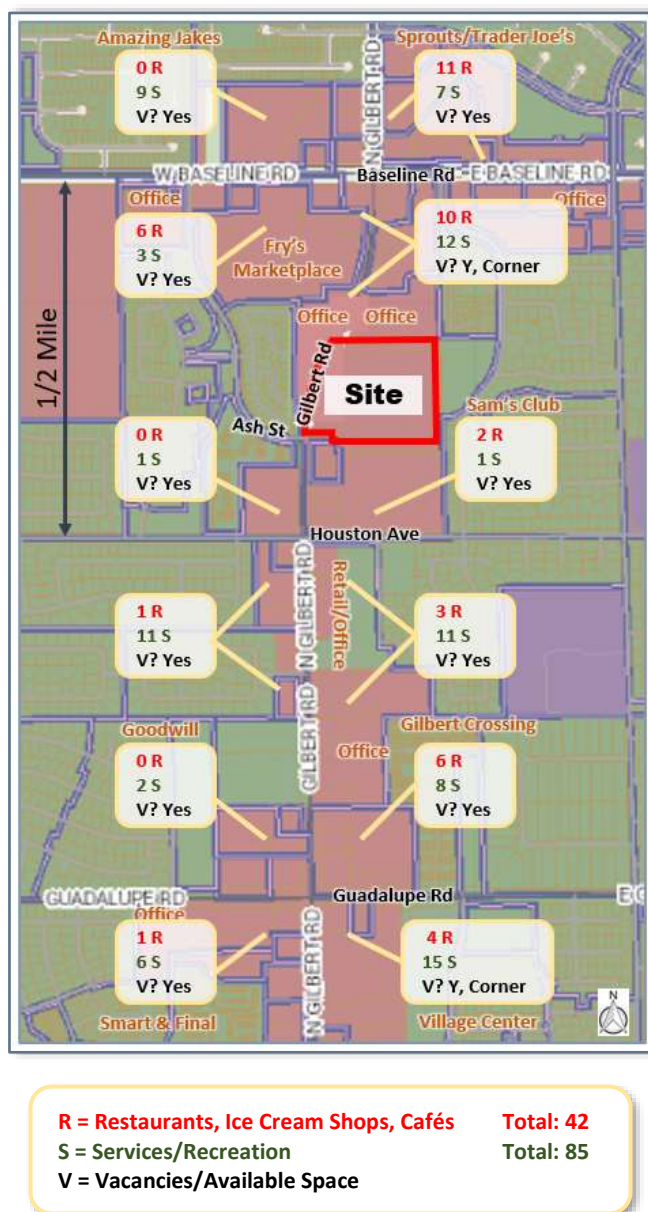 Amazing Jakes
Sprouts/Trader Joe's
0 R
9 S
V? Yes
N GILBERT RD
11 R
7 S
V? Yes
W BASELINE RD
Baseline Rd
E BASELINE RD
Office
Office
6 R
3 S
V? Yes
Fry's
Marketplace
10 R
12 S
V? Y, Corner
Office
Office
1/2 Mile
Gilbert Rd
Site
Ash St
Sam's Club
0 R
1 S
V? Yes
2 R
1 S
V? Yes
Houston Ave
N GILBERT RD
Retail/Office
1 R
11 S
V? Yes
3 R
11 S
V? Yes
GILBERT RD
Goodwill
Gilbert Crossing
Office
0 R
2 S
V? Yes
6 R
8 S
V? Yes
GUADALUPE RD
Guadalupe Rd
E G
Office
N GILBERT RD
1 R
6 S
V? Yes
4 R
15 S
V? Y, Corner
N
Smart & Final
Village Center
R = Restaurants, Ice Cream Shops, Cafés Total: 42
S = Services/Recreation Total: 85
V = Vacancies/Available Space